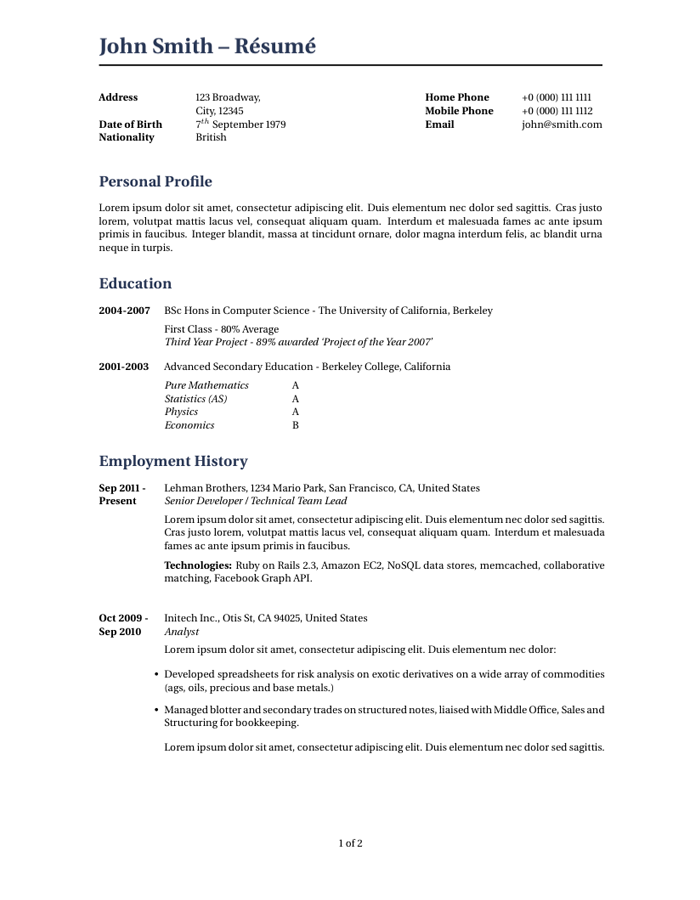 John Smith – Résumé
Address 123 Broadway, Home Phone +0 (000) 111 1111
City, 12345 Mobile Phone +0 (000) 111 1112
Date of Birth 7th September 1979 Email john@smith.com
Nationality British
Personal Profile
Lorem ipsum dolor sit amet, consectetur adipiscing elit. Duis elementum nec dolor sed sagittis. Cras justo
lorem, volutpat mattis lacus vel, consequat aliquam quam. Interdum et malesuada fames ac ante ipsum
primis in faucibus. Integer blandit, massa at tincidunt ornare, dolor magna interdum felis, ac blandit urna
neque in turpis.
Education
2004-2007 BSc Hons in Computer Science - The University of California, Berkeley
First Class - 80% Average
Third Year Project - 89% awarded ‘Project of the Year 2007’
2001-2003 Advanced Secondary Education - Berkeley College, California
Pure Mathematics A
Statistics (AS) A
Physics A
Economics B
Employment History
Sep 2011 - Lehman Brothers, 1234 Mario Park, San Francisco, CA, United States
Present Senior Developer / Technical Team Lead
Lorem ipsum dolor sit amet, consectetur adipiscing elit. Duis elementum nec dolor sed sagittis.
Cras justo lorem, volutpat mattis lacus vel, consequat aliquam quam. Interdum et malesuada
fames ac ante ipsum primis in faucibus.
Technologies: Ruby on Rails 2.3, Amazon EC2, NoSQL data stores, memcached, collaborative
matching, Facebook Graph API.
Oct 2009 - Initech Inc., Otis St, CA 94025, United States
Sep 2010 Analyst
Lorem ipsum dolor sit amet, consectetur adipiscing elit. Duis elementum nec dolor:
• Developed spreadsheets for risk analysis on exotic derivatives on a wide array of commodities
(ags, oils, precious and base metals.)
• Managed blotter and secondary trades on structured notes, liaised with Middle Office, Sales and
Structuring for bookkeeping.
Lorem ipsum dolor sit amet, consectetur adipiscing elit. Duis elementum nec dolor sed sagittis.
1 of 2